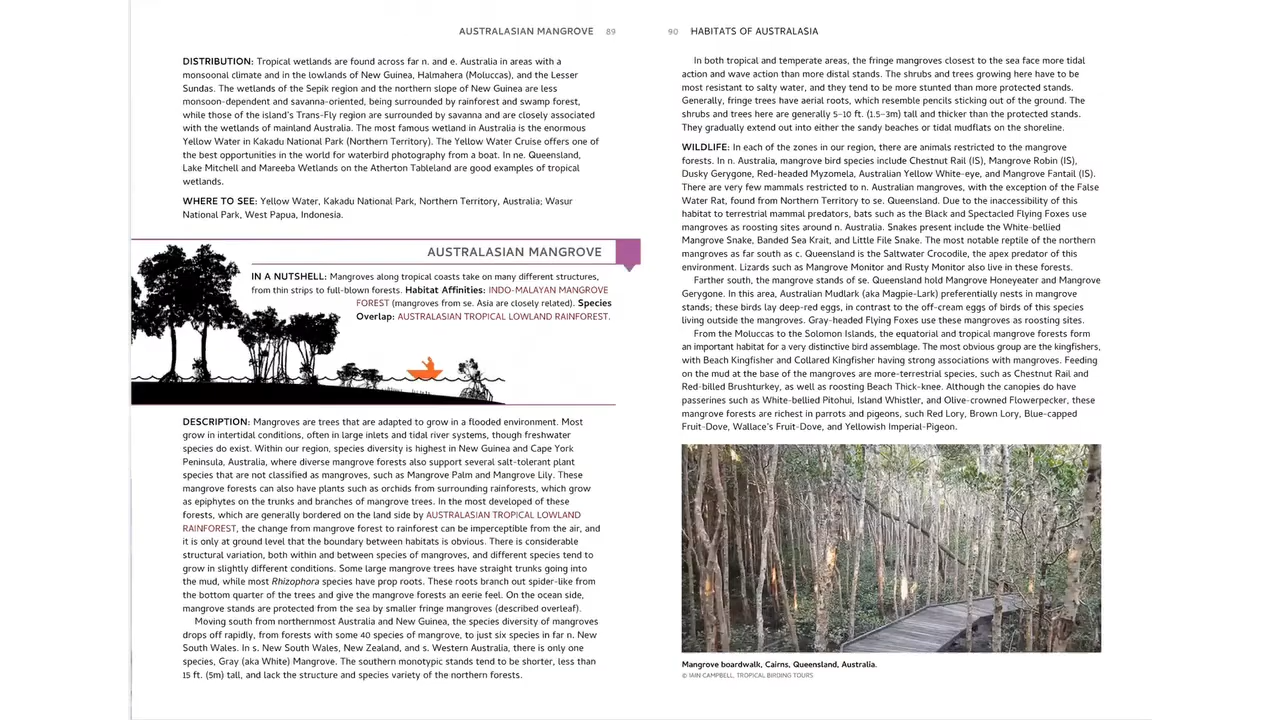 AUSTRALASIAN MANGROVE 89
DISTRIBUTION: Tropical wetlands are found across far n. and e. Australia in areas with a
monsoonal climate and in the lowlands of New Guinea, Halmahera (Moluccas), and the Lesser
Sundas. The wetlands of the Sepik region and the northern slope of New Guinea are less
monsoon-dependent and savanna-oriented, being surrounded by rainforest and swamp forest,
while those of the island's Trans-Fly region are surrounded by savanna and are closely associated
with the wetlands of mainland Australia. The most famous wetland in Australia is the enormous
Yellow Water in Kakadu National Park (Northern Territory). The Yellow Water Cruise offers one of
the best opportunities in the world for waterbird photography from a boat. In ne. Queensland,
Lake Mitchell and Mareeba Wetlands on the Atherton Tableland are good examples of tropical
wetlands.
WHERE TO SEE: Yellow Water, Kakadu National Park, Northern Territory, Australia; Wasur
National Park, West Papua, Indonesia.
AUSTRALASIAN MANGROVE
IN A NUTSHELL: Mangroves along tropical coasts take on many different structures,
from thin strips to full-blown forests. Habitat Affinities: INDO-MALAYAN MANGROVE
FOREST (mangroves from se. Asia are closely related). Species
Overlap: AUSTRALASIAN TROPICAL LOWLAND RAINFOREST.
DESCRIPTION: Mangroves are trees that are adapted to grow in a flooded environment. Most
grow in intertidal conditions, often in large inlets and tidal river systems, though freshwater
species do exist. Within our region, species diversity is highest in New Guinea and Cape York
Peninsula, Australia, where diverse mangrove forests also support several salt-tolerant plant
species that are not classified as mangroves, such as Mangrove Palm and Mangrove Lily. These
mangrove forests can also have plants such as orchids from surrounding rainforests, which grow
as epiphytes on the trunks and branches of mangrove trees. In the most developed of these
forests, which are generally bordered on the land side by AUSTRALASIAN TROPICAL LOWLAND
RAINFOREST, the change from mangrove forest to rainforest can be imperceptible from the air, and
it is only at ground level that the boundary between habitats is obvious. There is considerable
structural variation, both within and between species of mangroves, and different species tend to
grow in slightly different conditions. Some large mangrove trees have straight trunks going into
the mud, while most Rhizophora species have prop roots. These roots branch out spider-like from
the bottom quarter of the trees and give the mangrove forests an eerie feel. On the ocean side,
mangrove stands are protected from the sea by smaller fringe mangroves (described overleaf).
Moving south from northernmost Australia and New Guinea, the species diversity of mangroves
drops off rapidly, from forests with some 40 species of mangrove, to just six species in far n. New
South Wales. In s. New South Wales, New Zealand, and s. Western Australia, there is only one
species, Gray (aka White) Mangrove. The southern monotypic stands tend to be shorter, less than
15 ft. (5m) tall, and lack the structure and species variety of the northern forests.
90 HABITATS OF AUSTRALASIA
In both tropical and temperate areas, the fringe mangroves closest to the sea face more tidal
action and wave action than more distal stands. The shrubs and trees growing here have to be
most resistant to salty water, and they tend to be more stunted than more protected stands.
Generally, fringe trees have aerial roots, which resemble pencils sticking out of the ground. The
shrubs and trees here are generally 5–10 ft. (1.5–3m) tall and thicker than the protected stands.
They gradually extend out into either the sandy beaches or tidal mudflats on the shoreline.
WILDLIFE: In each of the zones in our region, there are animals restricted to the mangrove
forests. In n. Australia, mangrove bird species include Chestnut Rail (IS), Mangrove Robin (IS),
Dusky Gerygone, Red-headed Myzomela, Australian Yellow White-eye, and Mangrove Fantail (IS).
There are very few mammals restricted to n. Australian mangroves, with the exception of the False
Water Rat, found from Northern Territory to se. Queensland. Due to the inaccessibility of this
habitat to terrestrial mammal predators, bats such as the Black and Spectacled Flying Foxes use
mangroves as roosting sites around n. Australia. Snakes present include the White-bellied
Mangrove Snake, Banded Sea Krait, and Little File Snake. The most notable reptile of the northern
mangroves as far south as c. Queensland is the Saltwater Crocodile, the apex predator of this
environment. Lizards such as Mangrove Monitor and Rusty Monitor also live in these forests.
Farther south, the mangrove stands of se. Queensland hold Mangrove Honeyeater and Mangrove
Gerygone. In this area, Australian Mudlark (aka Magpie-Lark) preferentially nests in mangrove
stands; these birds lay deep-red eggs, in contrast to the off-cream eggs of birds of this species
living outside the mangroves. Gray-headed Flying Foxes use these mangroves as roosting sites.
From the Moluccas to the Solomon Islands, the equatorial and tropical mangrove forests form
an important habitat for a very distinctive bird assemblage. The most obvious group are the kingfishers,
with Beach Kingfisher and Collared Kingfisher having strong associations with mangroves. Feeding
on the mud at the base of the mangroves are more-terrestrial species, such as Chestnut Rail and
Red-billed Brushturkey, as well as roosting Beach Thick-knee. Although the canopies do have
passerines such as White-bellied Pitohui, Island Whistler, and Olive-crowned Flowerpecker, these
mangrove forests are richest in parrots and pigeons, such Red Lory, Brown Lory, Blue-capped
Fruit-Dove, Wallace's Fruit-Dove, and Yellowish Imperial-Pigeon.
Mangrove boardwalk, Cairns, Queensland, Australia.
© IAIN CAMPBELL, TROPICAL BIRDING TOURS